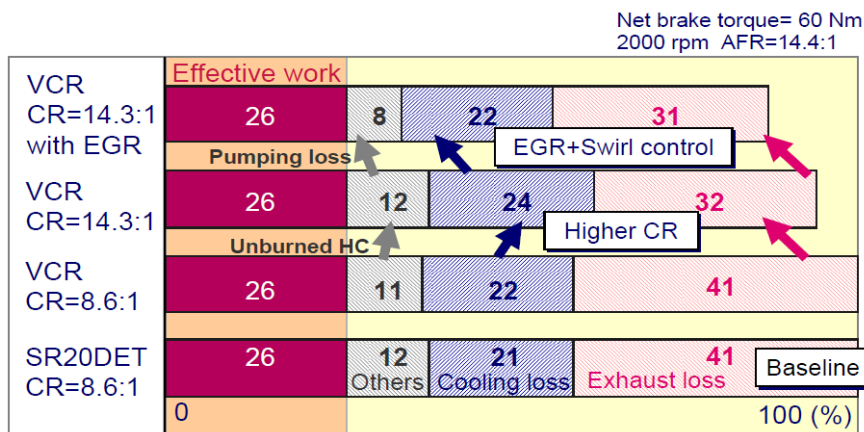 Net brake torque= 60 Nm
2000 rpm AFR=14.4:1
Effective work
VCR
CR=14.3:1
with EGR
26
8
22
31
EGR+Swirl control
Pumping loss
VCR
CR=14.3:1
26
12
24
32
Higher CR
Unburned HC
VCR
CR=8.6:1
26
11
22
41
SR20DET
CR=8.6:1
26
12
21
41
Others
Cooling loss
Exhaust loss
Baseline
0
100 (%)